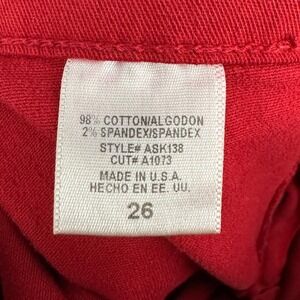 98% COTTON/ALGODON
2% SPANDEX/SPANDEX
STYLE# ASK138
CUT# A1073
MADE IN U.S.A.
HECHO EN EE. UU.
26